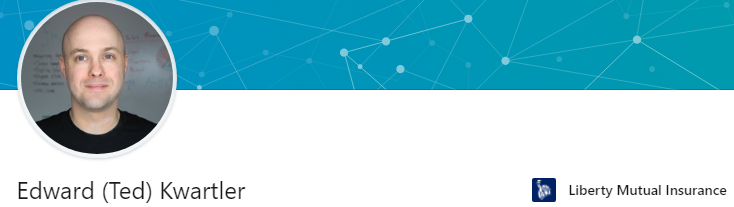 Edward (Ted) Kwartler
Liberty Mutual Insurance